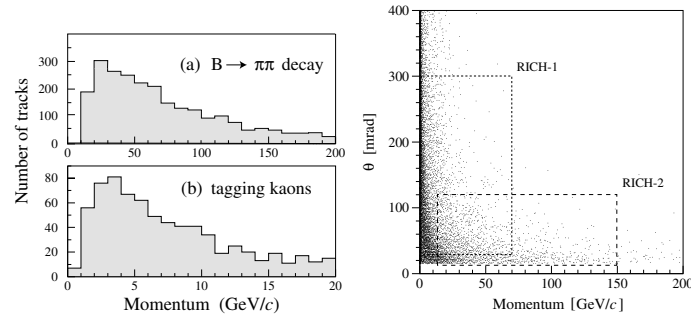 300
200
100
0
0 50 100 150 200
(a) B → ππ decay
Number of tracks
80
60
40
20
0
0 5 10 15 20
(b) tagging kaons
Momentum (GeV/c)
400
300
200
100
0
θ [mrad]
RICH-1
RICH-2
0 50 100 150 200
Momentum [GeV/c]